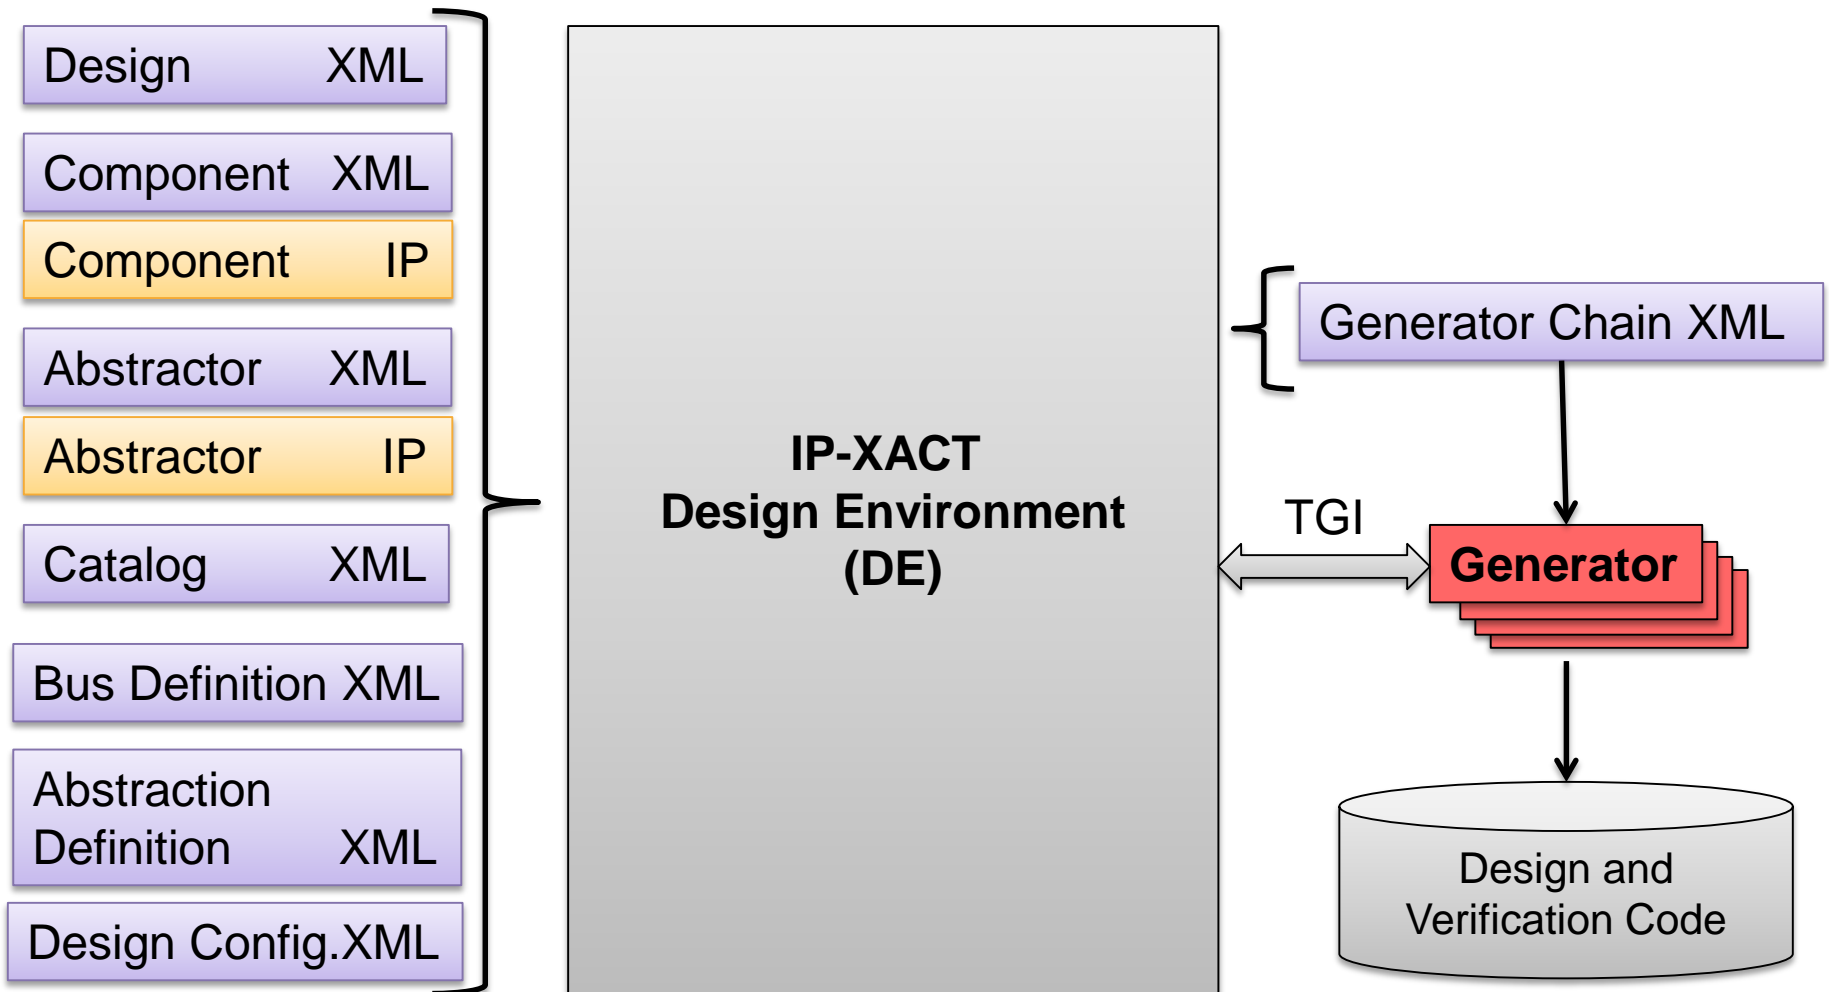 Design XML
Component XML
Component IP
Abstractor XML
Abstractor IP
Catalog XML
Bus Definition XML
Abstraction
Definition XML
Design Config.XML
IP-XACT
Design Environment
(DE)
Generator Chain XML
TGI
Generator
Design and
Verification Code